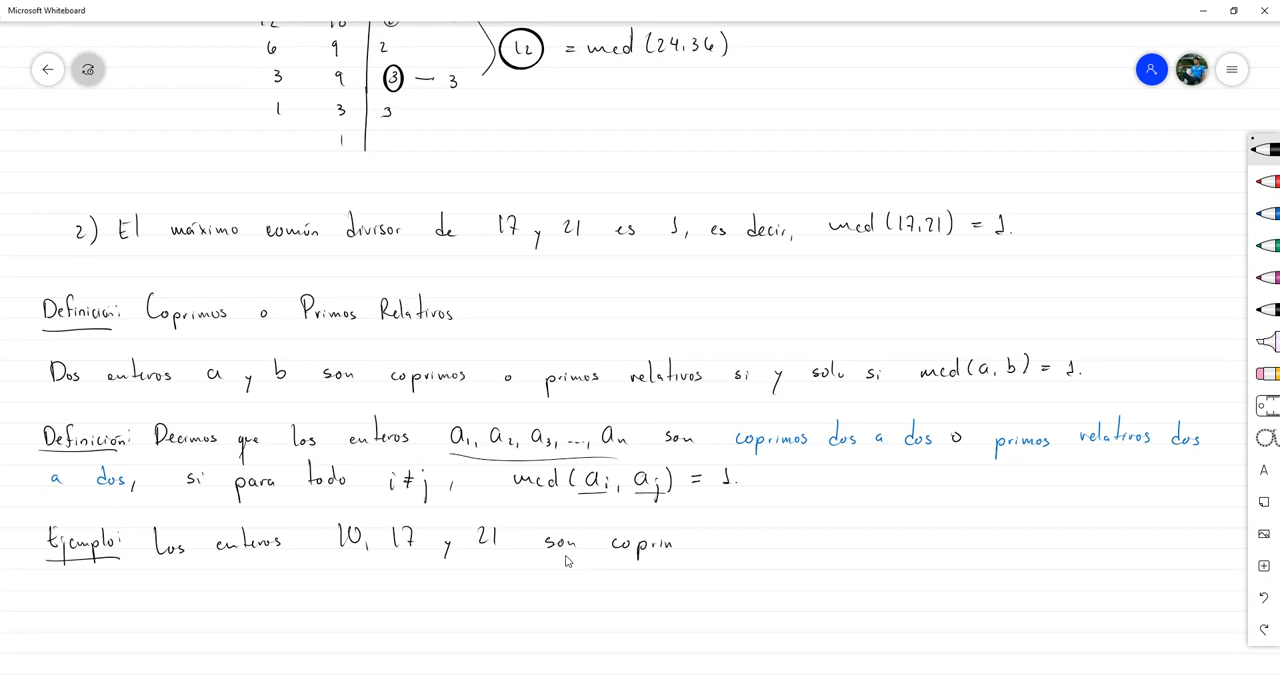 Microsoft Whiteboard
6 9 2
12 = mcd (24,36)
3 9 3 — 3
1 3 3
1
2) El máximo común divisor de 17 y 21 es 1, es decir, mcd (17,21) = 1.
Definición: Coprimos o Primos Relativos
Dos enteros a y b son coprimos o primos relativos si y solo si mcd (a, b) = 1.
Definición: Decimos que los enteros a₁, a₂, a₃, ..., aₙ son coprimos dos a dos o primos relativos dos
a dos, si para todo i ≠ j, mcd (aᵢ, aⱼ) = 1.
Ejemplo: Los enteros 10, 17 y 21 son coprim
A